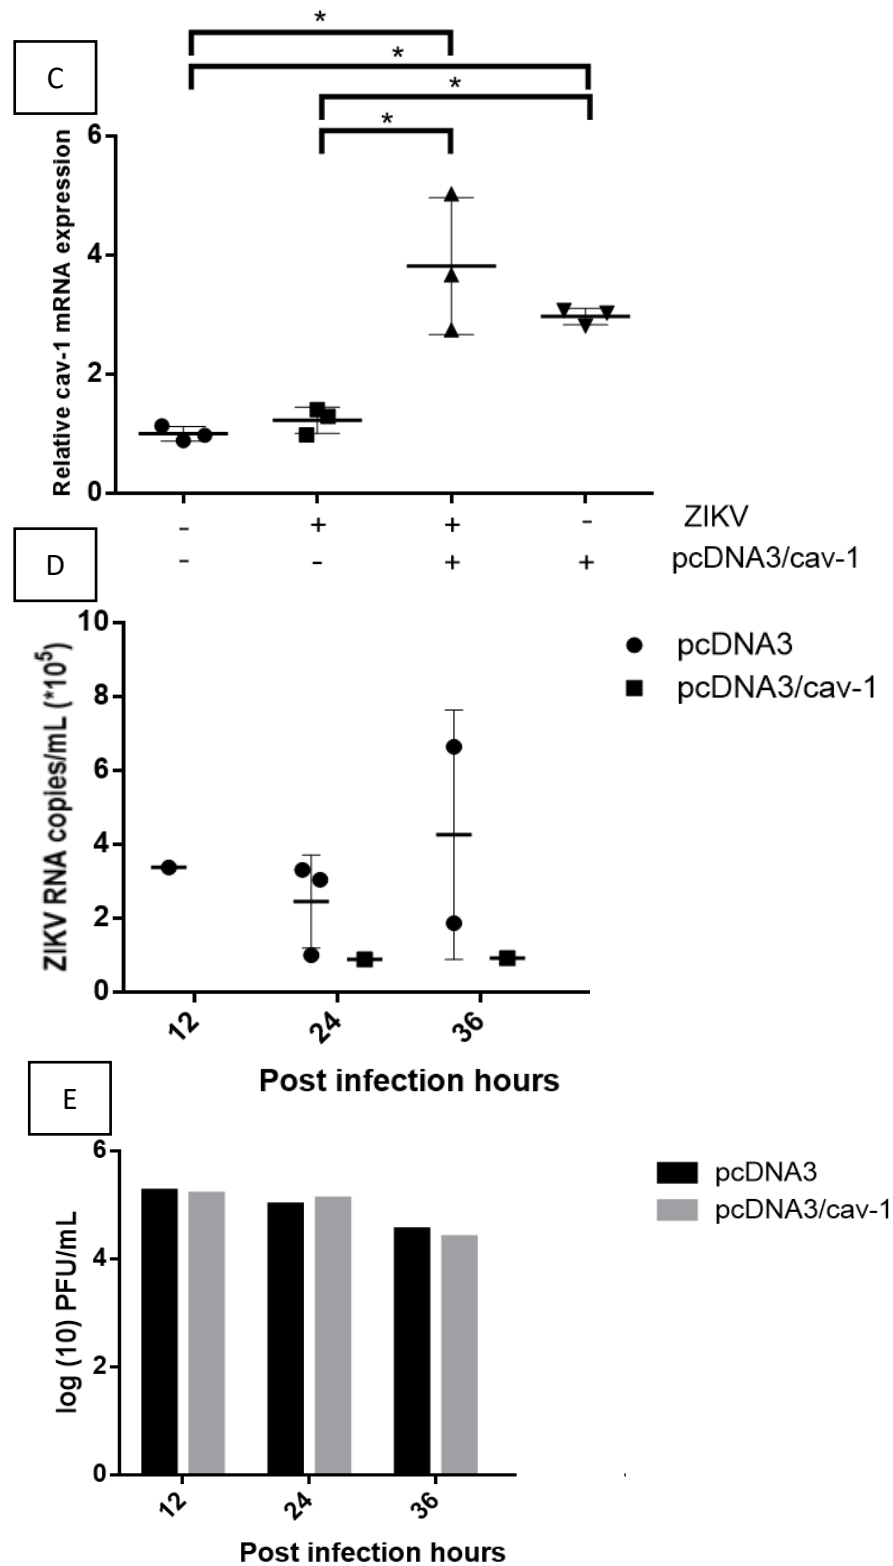 *
*
C
*
*
6
4
2
0
Relative cav-1 mRNA expression
- + + - ZIKV
- - + + pcDNA3/cav-1
D
10
8
6
4
2
0
ZIKV RNA copies/mL (*10⁵)
pcDNA3
pcDNA3/cav-1
12 24 36
Post infection hours
E
6
4
2
0
log (10) PFU/mL
pcDNA3
pcDNA3/cav-1
12 24 36
Post infection hours